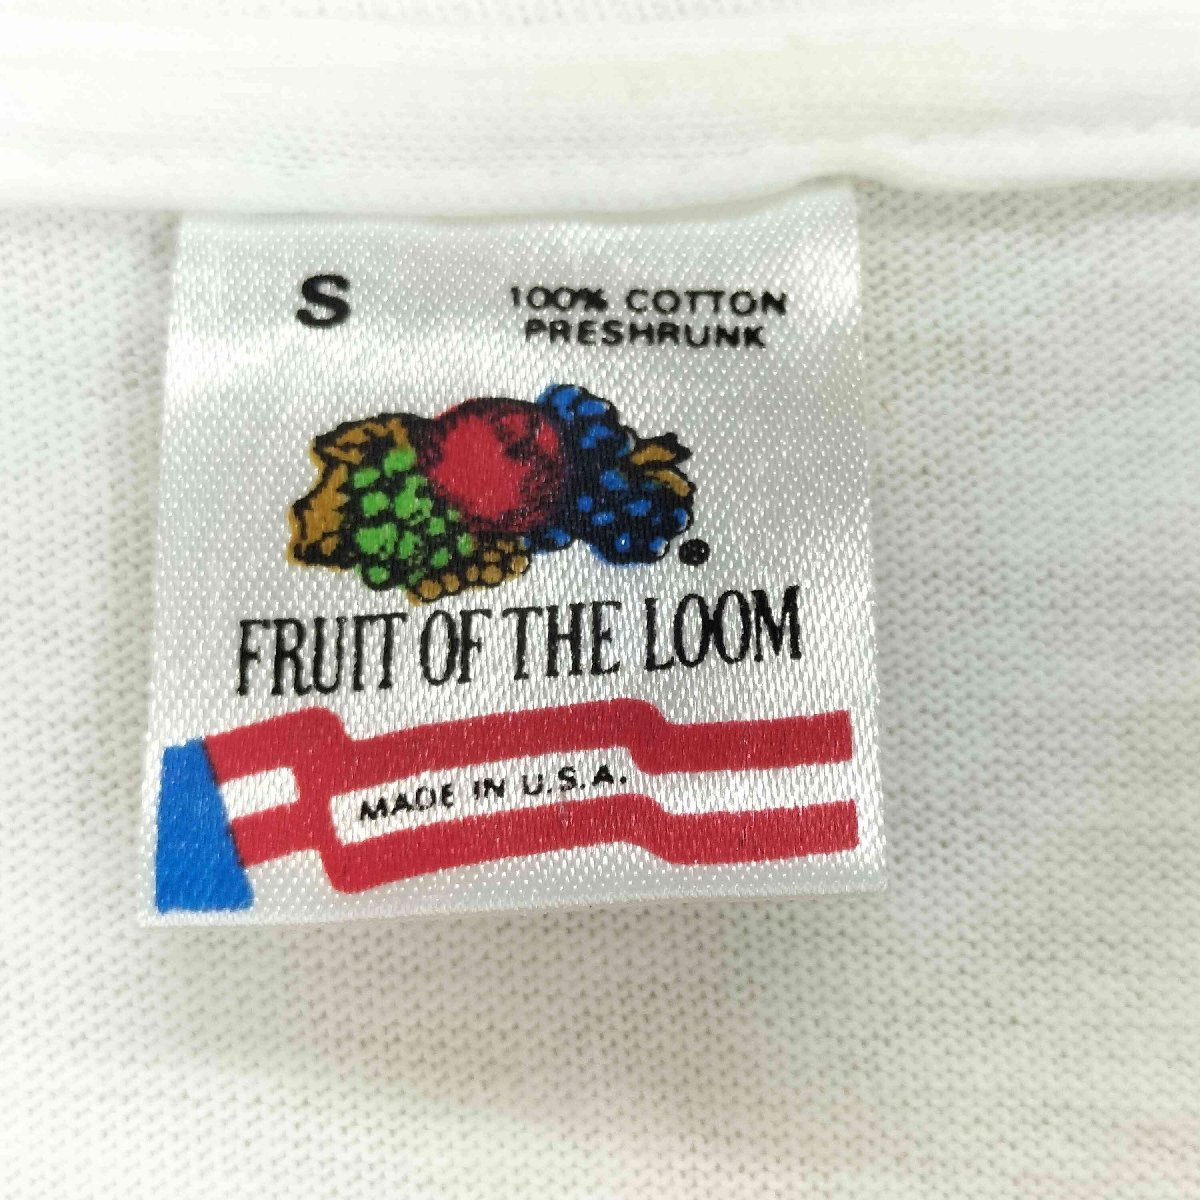 S
100% COTTON
PRESHRUNK
®
FRUIT OF THE LOOM
MADE IN U.S.A.